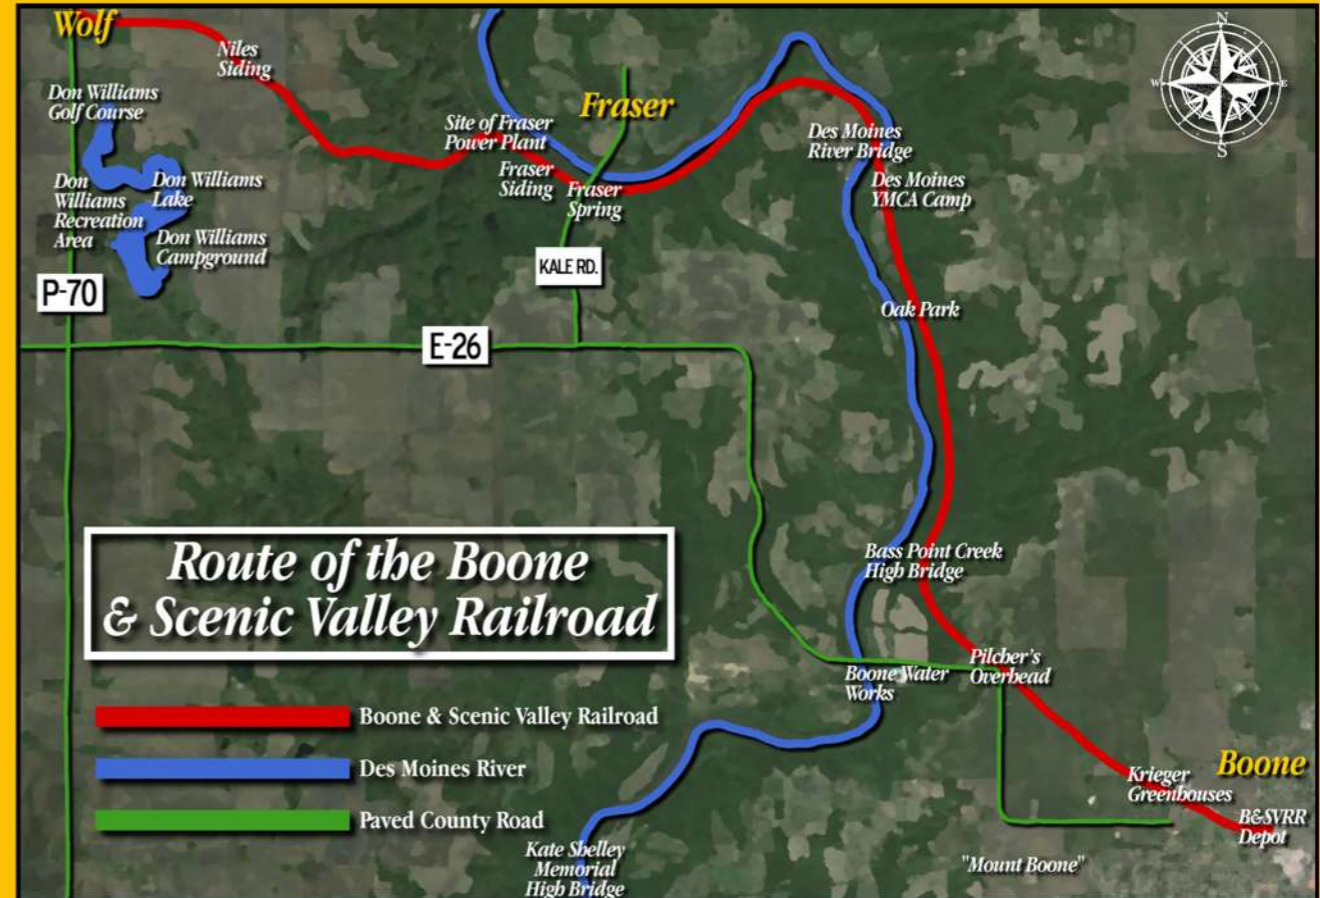 Wolf
Niles
Siding
N
W
E
S
Don Williams
Golf Course
Fraser
Site of Fraser
Power Plant
Des Moines
River Bridge
Fraser
Siding
Fraser
Spring
Don
Williams
Recreation
Area
Don Williams
Lake
Des Moines
YMCA Camp
Don Williams
Campground
KALE RD.
P-70
Oak Park
E-26
Route of the Boone
& Scenic Valley Railroad
Bass Point Creek
High Bridge
Pilcher's
Overhead
Boone Water
Works
Boone & Scenic Valley Railroad
Des Moines River
Paved County Road
Boone
Krieger
Greenhouses
B&SVRR
Depot
Kate Shelley
Memorial
High Bridge
"Mount Boone"